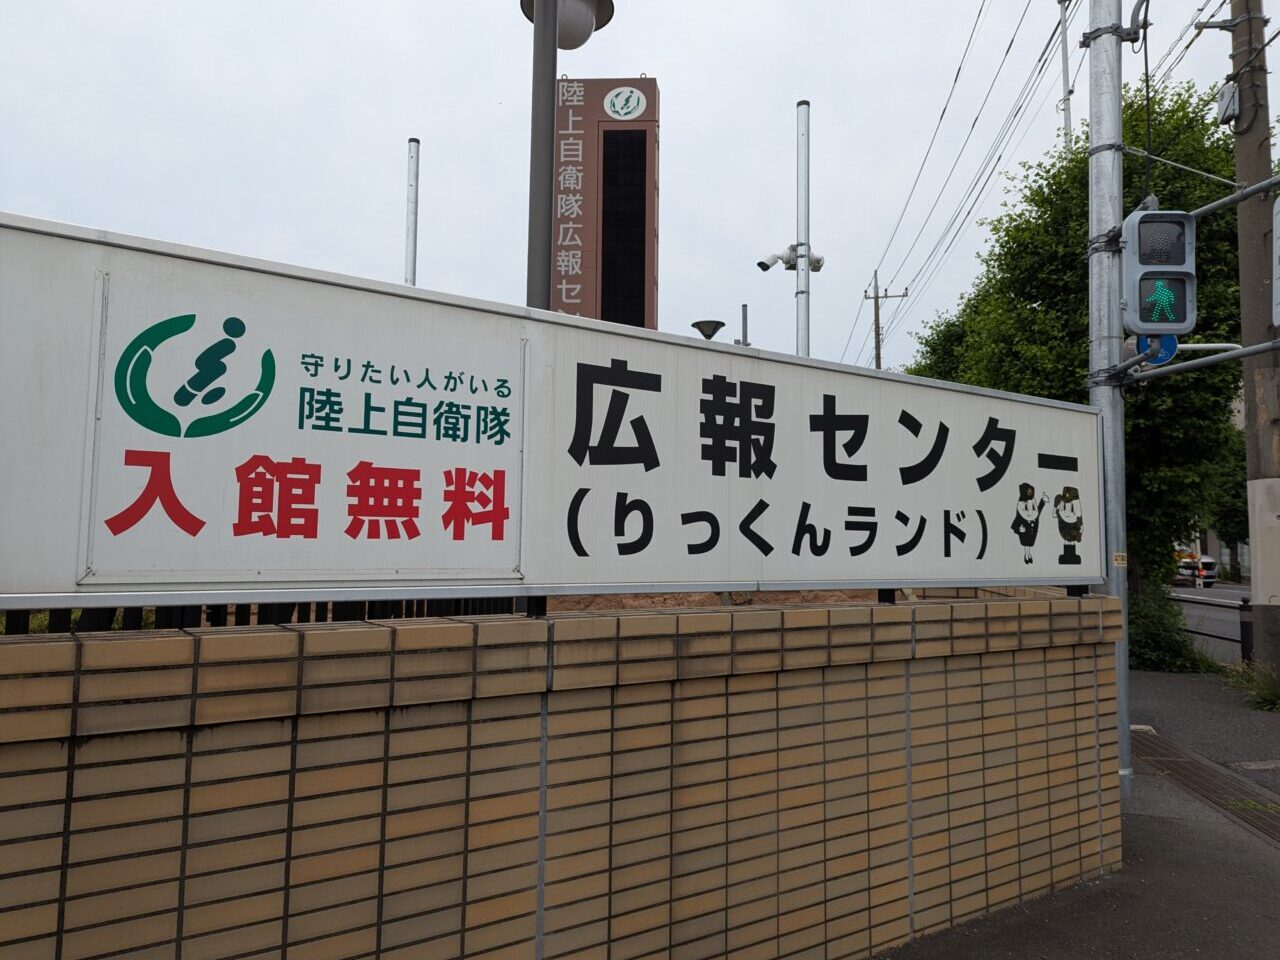 陸上自衛隊広報セ
守りたい人がいる
陸上自衛隊
入館無料
広報センター
(りっくんランド)